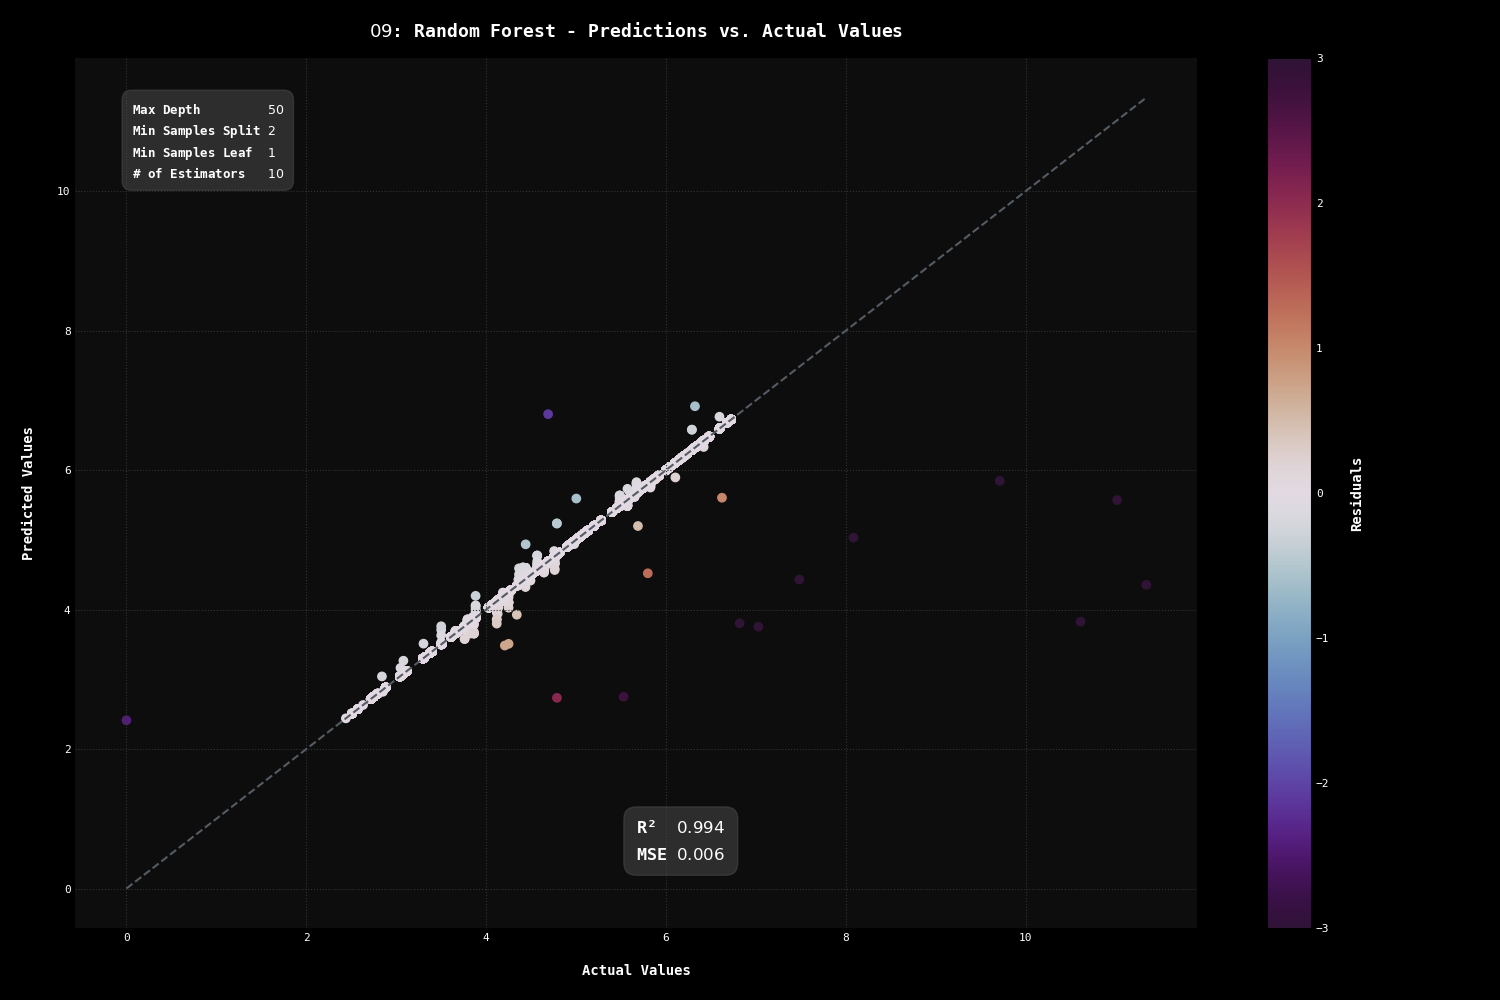 09: Random Forest - Predictions vs. Actual Values
Max Depth 50
Min Samples Split 2
Min Samples Leaf 1
# of Estimators 10
R² 0.994
MSE 0.006
Predicted Values
10
8
6
4
2
0
0 2 4 6 8 10
Actual Values
3
2
1
0
−1
−2
−3
Residuals